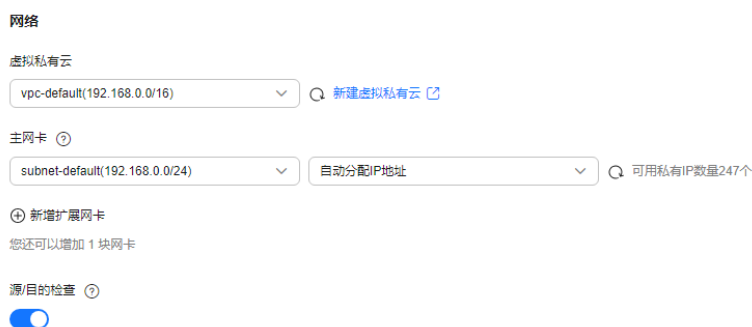 网络
虚拟私有云
vpc-default(192.168.0.0/16) 新建虚拟私有云
主网卡 ?
subnet-default(192.168.0.0/24) 自动分配IP地址 可用私有IP数量247个
新增扩展网卡
您还可以增加 1 块网卡
源/目的检查 ?